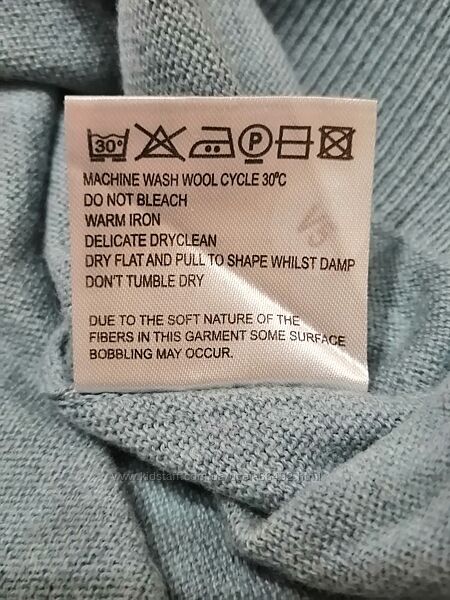 30°
P
MACHINE WASH WOOL CYCLE 30°C
DO NOT BLEACH
WARM IRON
DELICATE DRYCLEAN
DRY FLAT AND PULL TO SHAPE WHILST DAMP
DON'T TUMBLE DRY
DUE TO THE SOFT NATURE OF THE
FIBERS IN THIS GARMENT SOME SURFACE
BOBBLING MAY OCCUR.